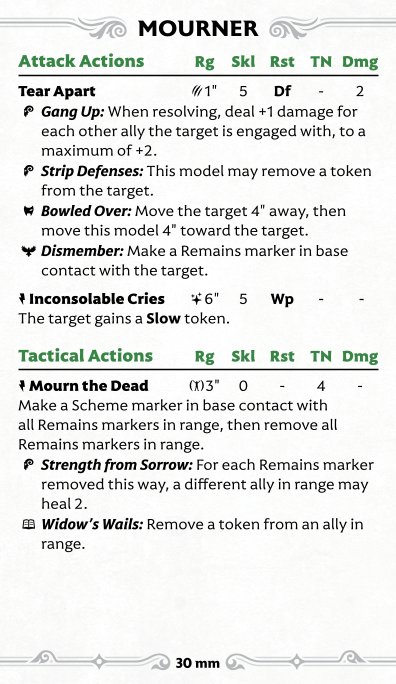 MOURNER
Attack Actions Rg Skl Rst TN Dmg
Tear Apart 1" 5 Df - 2
Gang Up: When resolving, deal +1 damage for
each other ally the target is engaged with, to a
maximum of +2.
Strip Defenses: This model may remove a token
from the target.
Bowled Over: Move the target 4" away, then
move this model 4" toward the target.
Dismember: Make a Remains marker in base
contact with the target.
Inconsolable Cries 6" 5 Wp - -
The target gains a Slow token.
Tactical Actions Rg Skl Rst TN Dmg
Mourn the Dead 3" 0 - 4 -
Make a Scheme marker in base contact with
all Remains markers in range, then remove all
Remains markers in range.
Strength from Sorrow: For each Remains marker
removed this way, a different ally in range may
heal 2.
Widow's Wails: Remove a token from an ally in
range.
30 mm